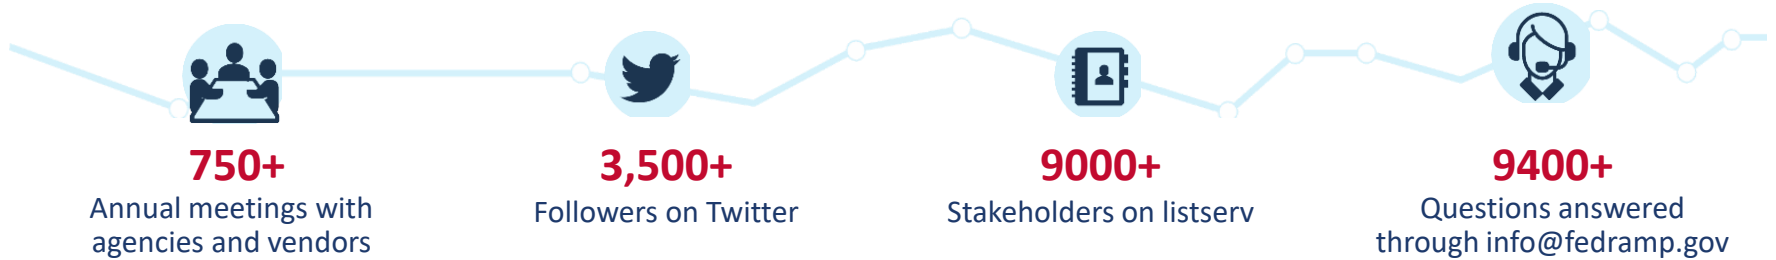 750+
Annual meetings with
agencies and vendors
3,500+
Followers on Twitter
9000+
Stakeholders on listserv
9400+
Questions answered
through info@fedramp.gov